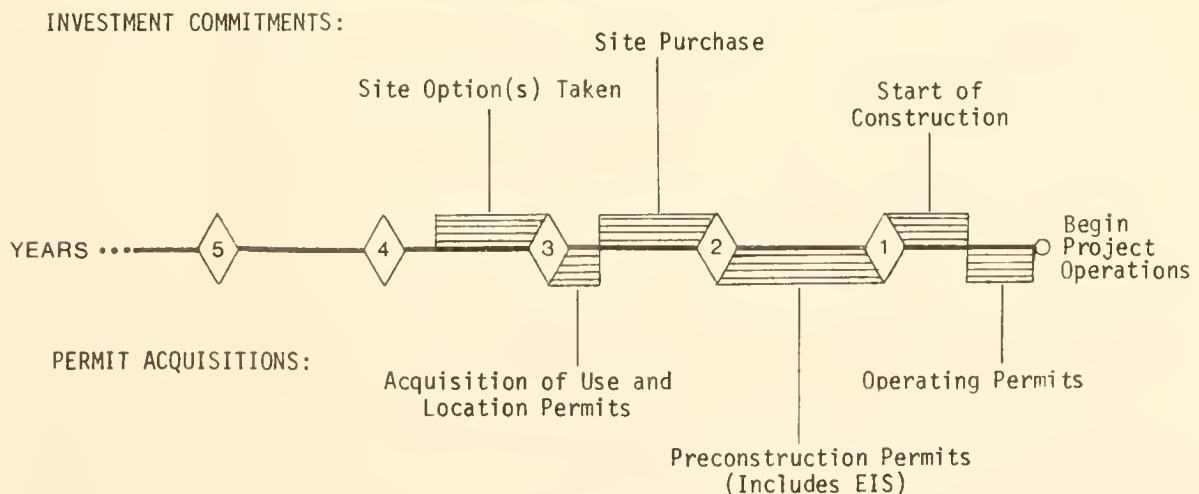 INVESTMENT COMMITMENTS:
Site Purchase
Site Option(s) Taken
Start of
Construction
YEARS ••••
5
4
3
2
1
Begin
Project
Operations
PERMIT ACQUISITIONS:
Acquisition of Use and
Location Permits
Operating Permits
Preconstruction Permits
(Includes EIS)